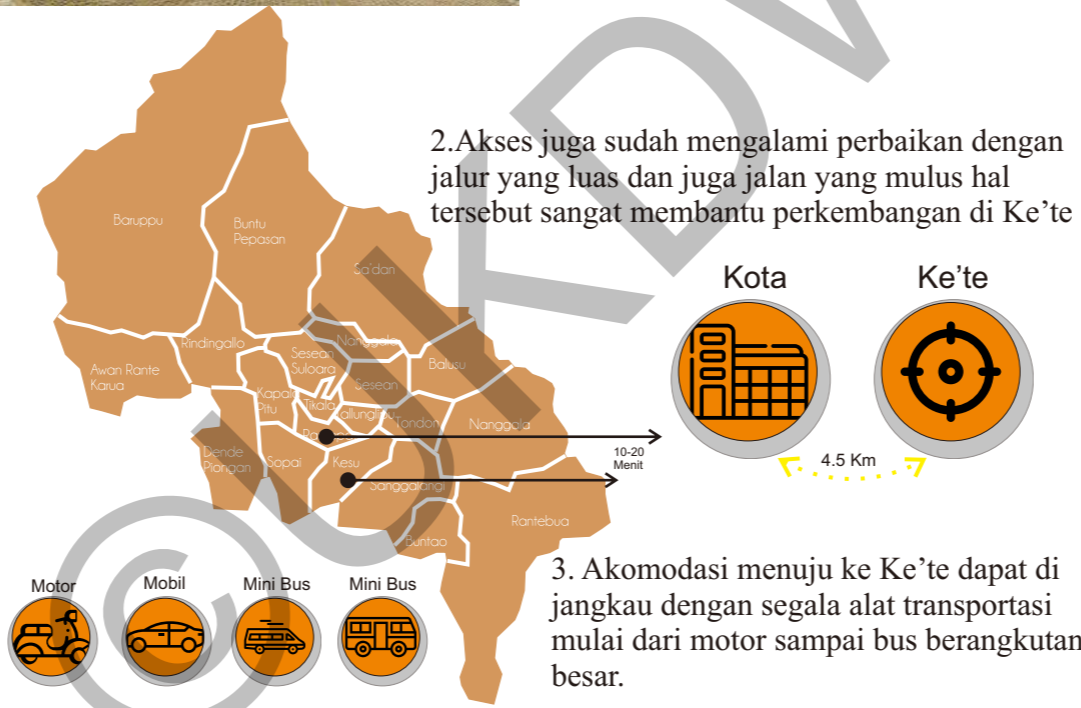 2.Akses juga sudah mengalami perbaikan dengan
jalur yang luas dan juga jalan yang mulus hal
tersebut sangat membantu perkembangan di Ke’te
Baruppu
Buntu
Pepasan
Sa'dan
Kota
Ke’te
Rindingallo
Nanggala
Awan Rante
Karua
Sesean
Suloara
Balusu
Sesean
Kapala
Pitu
Tikala
Tallunglipu
Tondon
Nanggala
10-20
Menit
4.5 Km
Dende
Piongan
Sopai
Kesu
Sanggalangi
Rantebua
Buntao
Motor
Mobil
Mini Bus
Mini Bus
3. Akomodasi menuju ke Ke’te dapat di
jangkau dengan segala alat transportasi
mulai dari motor sampai bus berangkutan
besar.